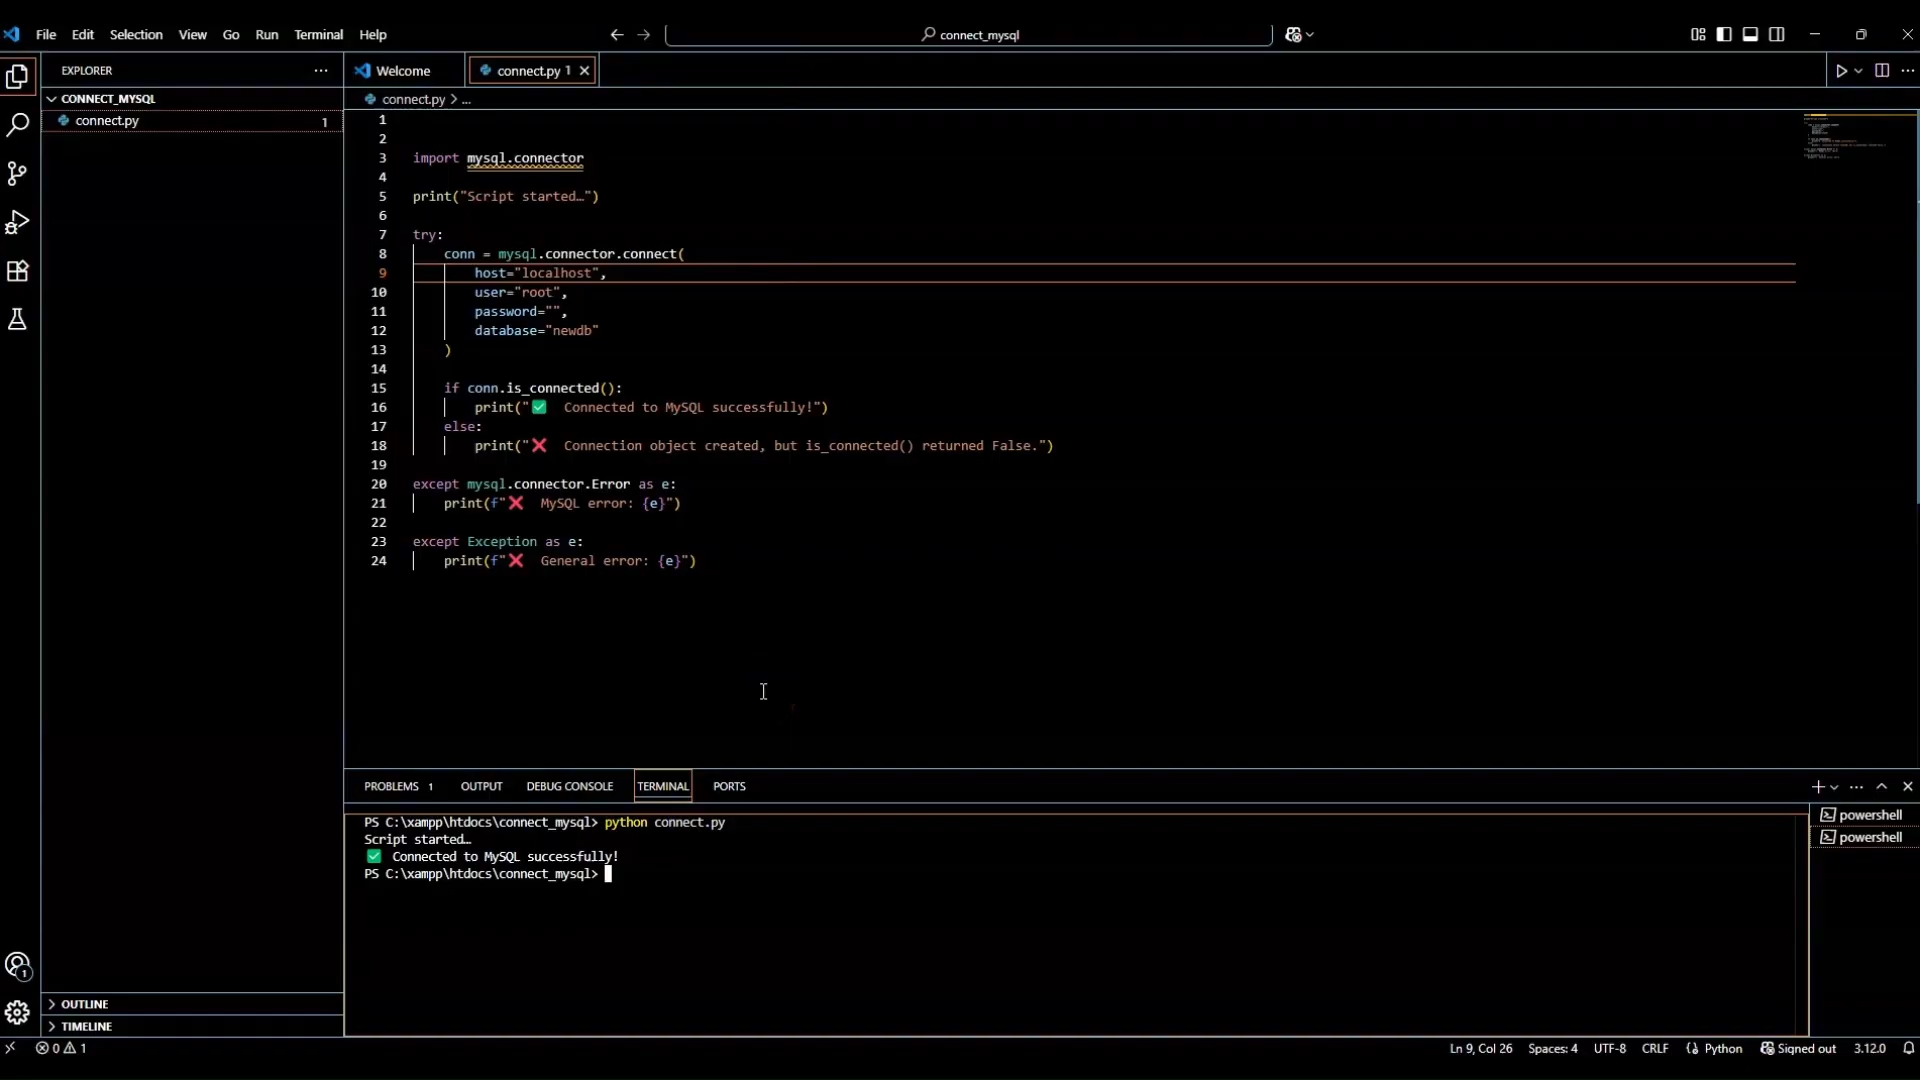 File Edit Selection View Go Run Terminal Help
connect_mysql
EXPLORER
CONNECT_MYSQL
connect.py 1
Welcome
connect.py 1
connect.py > ...
1
2
3 import mysql.connector
4
5 print("Script started…")
6
7 try:
8 conn = mysql.connector.connect(
9 host="localhost",
10 user="root",
11 password="",
12 database="newdb"
13 )
14
15 if conn.is_connected():
16 print("✅ Connected to MySQL successfully!")
17 else:
18 print("❌ Connection object created, but is_connected() returned False.")
19
20 except mysql.connector.Error as e:
21 print(f"❌ MySQL error: {e}")
22
23 except Exception as e:
24 print(f"❌ General error: {e}")
PROBLEMS 1 OUTPUT DEBUG CONSOLE TERMINAL PORTS
PS C:\xampp\htdocs\connect_mysql> python connect.py
Script started…
✅ Connected to MySQL successfully!
PS C:\xampp\htdocs\connect_mysql>
powershell
powershell
1
OUTLINE
TIMELINE
0 1
Ln 9, Col 26 Spaces: 4 UTF-8 CRLF Python Signed out 3.12.0